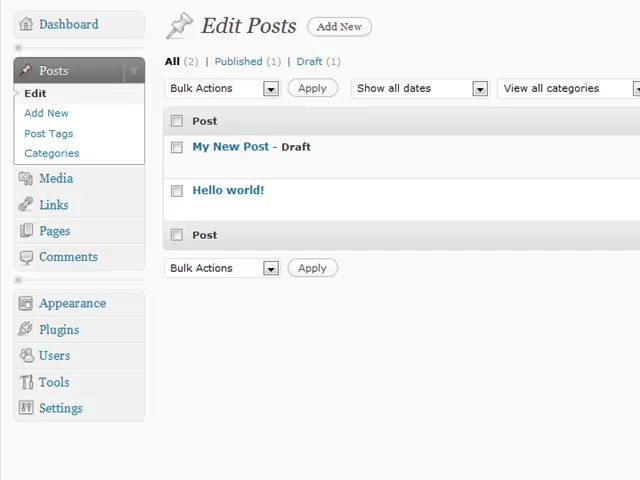 Dashboard
Posts
Edit
Add New
Post Tags
Categories
Media
Links
Pages
Comments
Appearance
Plugins
Users
Tools
Settings
Edit Posts Add New
All (2) | Published (1) | Draft (1)
Bulk Actions Apply Show all dates View all categories
Post
My New Post - Draft
Hello world!
Post
Bulk Actions Apply